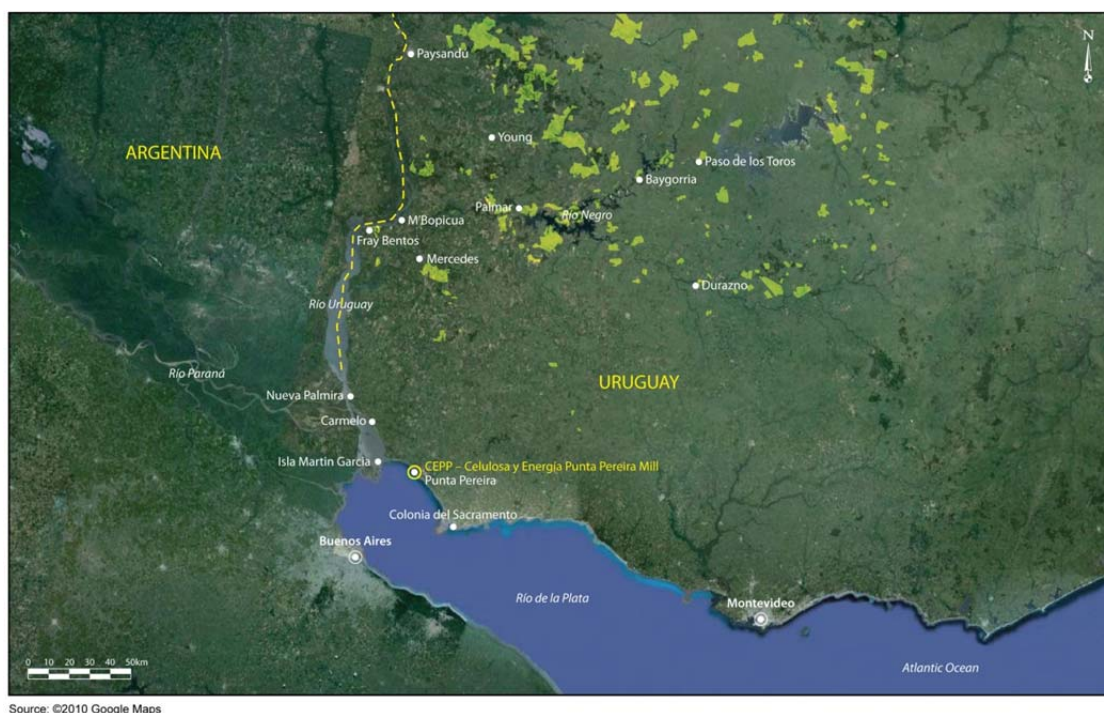 N
Paysandu
ARGENTINA
Young
Paso de los Toros
Baygorria
Palmar
Río Negro
M'Bopicua
Fray Bentos
Mercedes
Durazno
Río Uruguay
Río Paraná
URUGUAY
Nueva Palmira
Carmelo
Isla Martin Garcia
CEPP – Celulosa y Energía Punta Pereira Mill
Punta Pereira
Colonia del Sacramento
Buenos Aires
Río de la Plata
Montevideo
0 10 20 30 40 50km
Atlantic Ocean
Source: ©2010 Google Maps